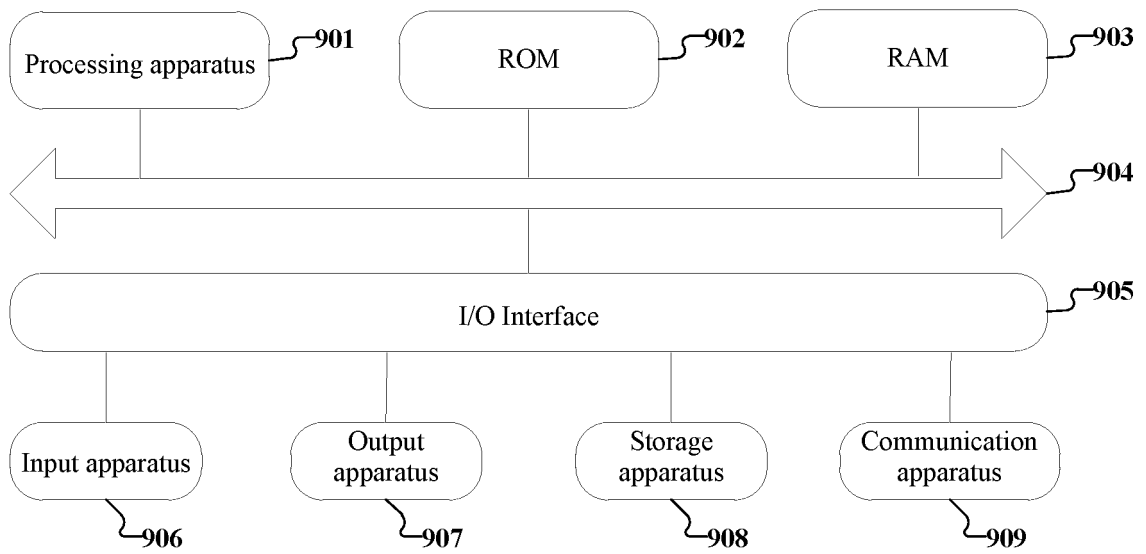 901
902
903
Processing apparatus
ROM
RAM
904
905
I/O Interface
Input apparatus
Output
apparatus
Storage
apparatus
Communication
apparatus
906
907
908
909